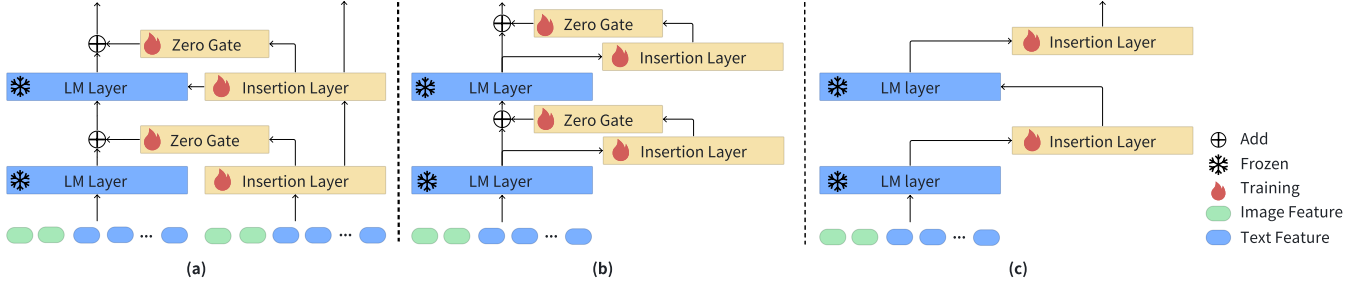 Zero Gate
LM Layer
Insertion Layer
Zero Gate
LM Layer
Insertion Layer
...
...
(a)
Zero Gate
Insertion Layer
LM Layer
Zero Gate
Insertion Layer
LM Layer
...
(b)
Insertion Layer
LM layer
Insertion Layer
LM layer
...
(c)
Add
Frozen
Training
Image Feature
Text Feature